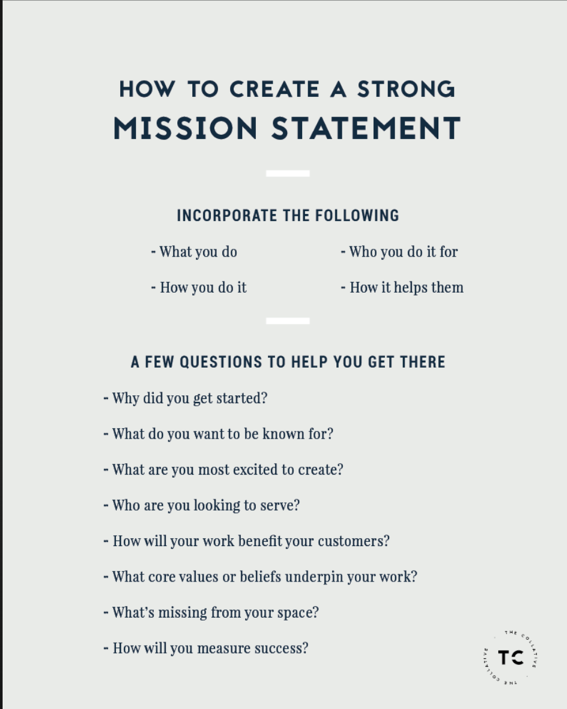 HOW TO CREATE A STRONG
MISSION STATEMENT
INCORPORATE THE FOLLOWING
- What you do
- Who you do it for
- How you do it
- How it helps them
A FEW QUESTIONS TO HELP YOU GET THERE
- Why did you get started?
- What do you want to be known for?
- What are you most excited to create?
- Who are you looking to serve?
- How will your work benefit your customers?
- What core values or beliefs underpin your work?
- What's missing from your space?
- How will you measure success?
THE COLLATIVE
TC
THE COLLATIVE